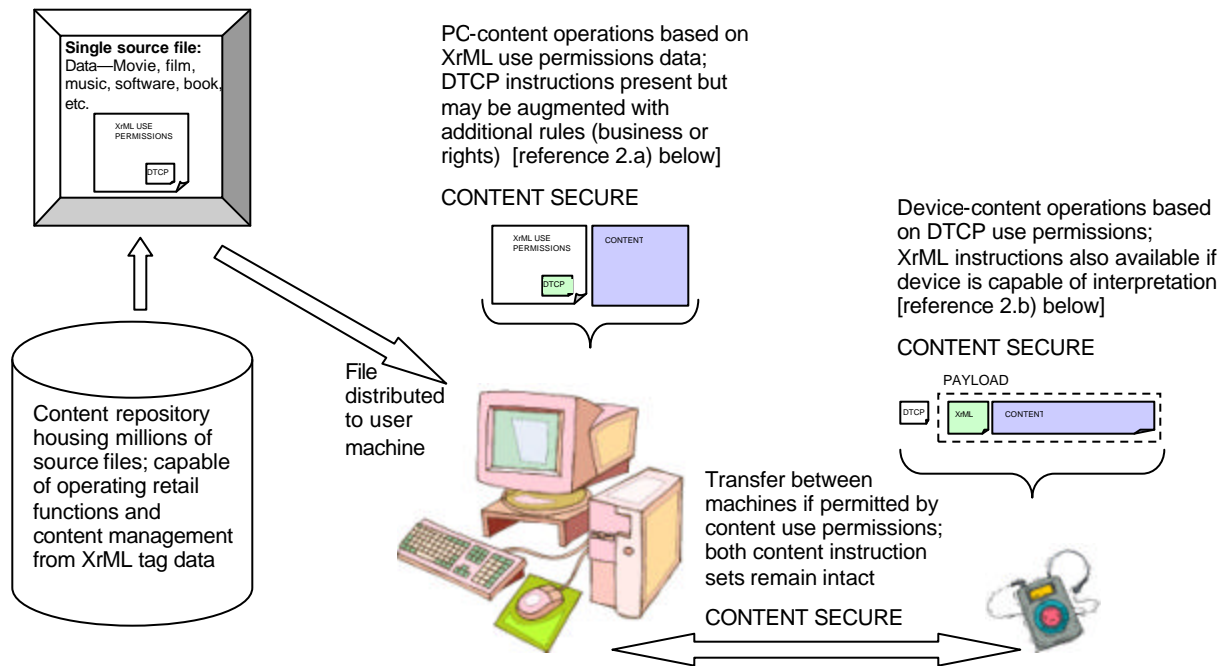 Single source file:
Data—Movie, film,
music, software, book,
etc.
XrML USE
PERMISSIONS
DTCP
Content repository
housing millions of
source files; capable
of operating retail
functions and
content management
from XrML tag data
File
distributed
to user
machine
PC-content operations based on
XrML use permissions data;
DTCP instructions present but
may be augmented with
additional rules (business or
rights)  [reference 2.a) below]
CONTENT SECURE
XrML USE
PERMISSIONS
DTCP
CONTENT
Transfer between
machines if permitted by
content use permissions;
both content instruction
sets remain intact
CONTENT SECURE
Device-content operations based
on DTCP use permissions;
XrML instructions also available if
device is capable of interpretation
[reference 2.b) below]
CONTENT SECURE
PAYLOAD
DTCP
XrML
CONTENT